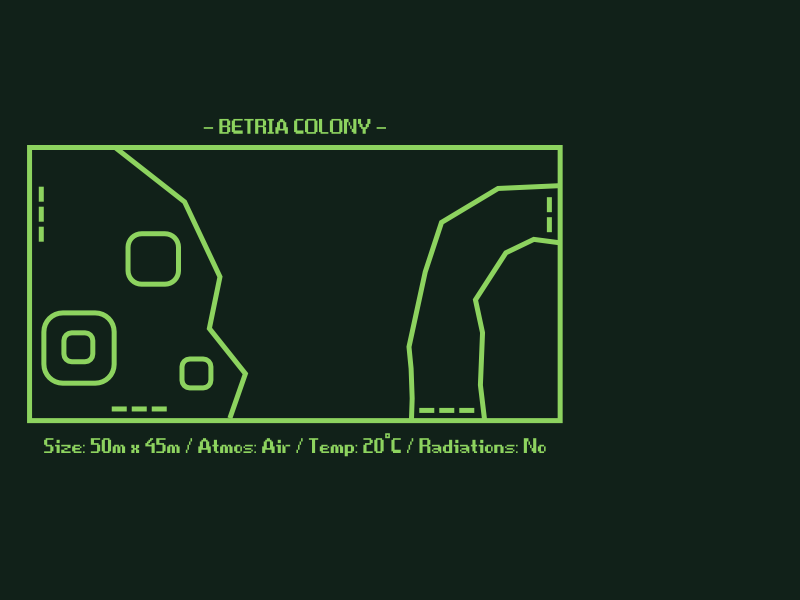 - BETRIA COLONY -
Size: 50m x 45m / Atmos: Air / Temp: 20°C / Radiations: No